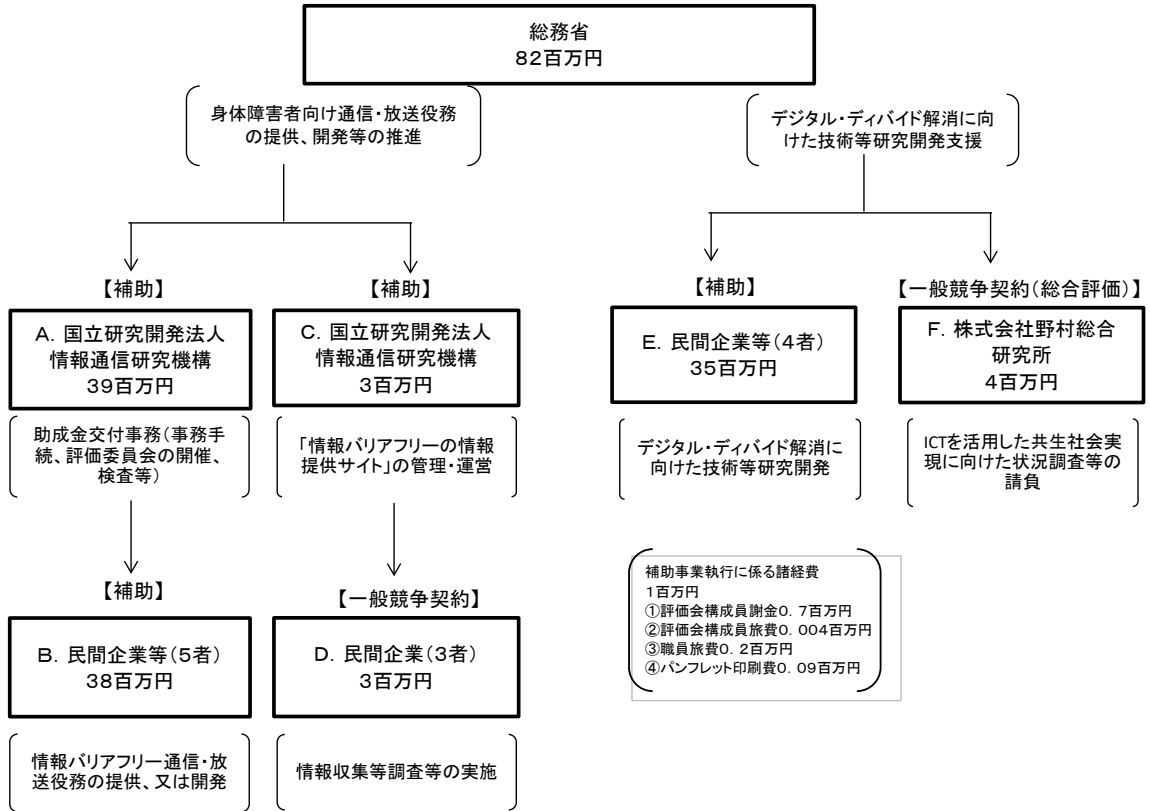 総務省
82百万円
身体障害者向け通信・放送役務
の提供、開発等の推進
デジタル・ディバイド解消に向
けた技術等研究開発支援
【補助】
【補助】
【補助】
【一般競争契約(総合評価)】
A. 国立研究開発法人
情報通信研究機構
39百万円
C. 国立研究開発法人
情報通信研究機構
3百万円
E. 民間企業等(4者)
35百万円
F. 株式会社野村総合
研究所
4百万円
助成金交付事務(事務手
続、評価委員会の開催、
検査等)
「情報バリアフリーの情報
提供サイト」の管理・運営
デジタル・ディバイド解消に
向けた技術等研究開発
ICTを活用した共生社会実
現に向けた状況調査等の
請負
【補助】
【一般競争契約】
B. 民間企業等(5者)
38百万円
D. 民間企業(3者)
3百万円
補助事業執行に係る諸経費
1百万円
①評価会構成員謝金0. 7百万円
②評価会構成員旅費0. 004百万円
③職員旅費0. 2百万円
④パンフレット印刷費0. 09百万円
情報バリアフリー通信・放
送役務の提供、又は開発
情報収集等調査等の実施